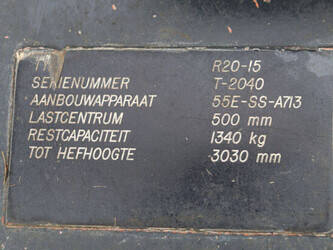 R20-15
SERIENUMMER T-2040
AANBOUWAPPARAAT 55E-SS-A713
LASTCENTRUM 500 mm
RESTCAPACITEIT 1340 kg
TOT HEFHOOGTE 3030 mm